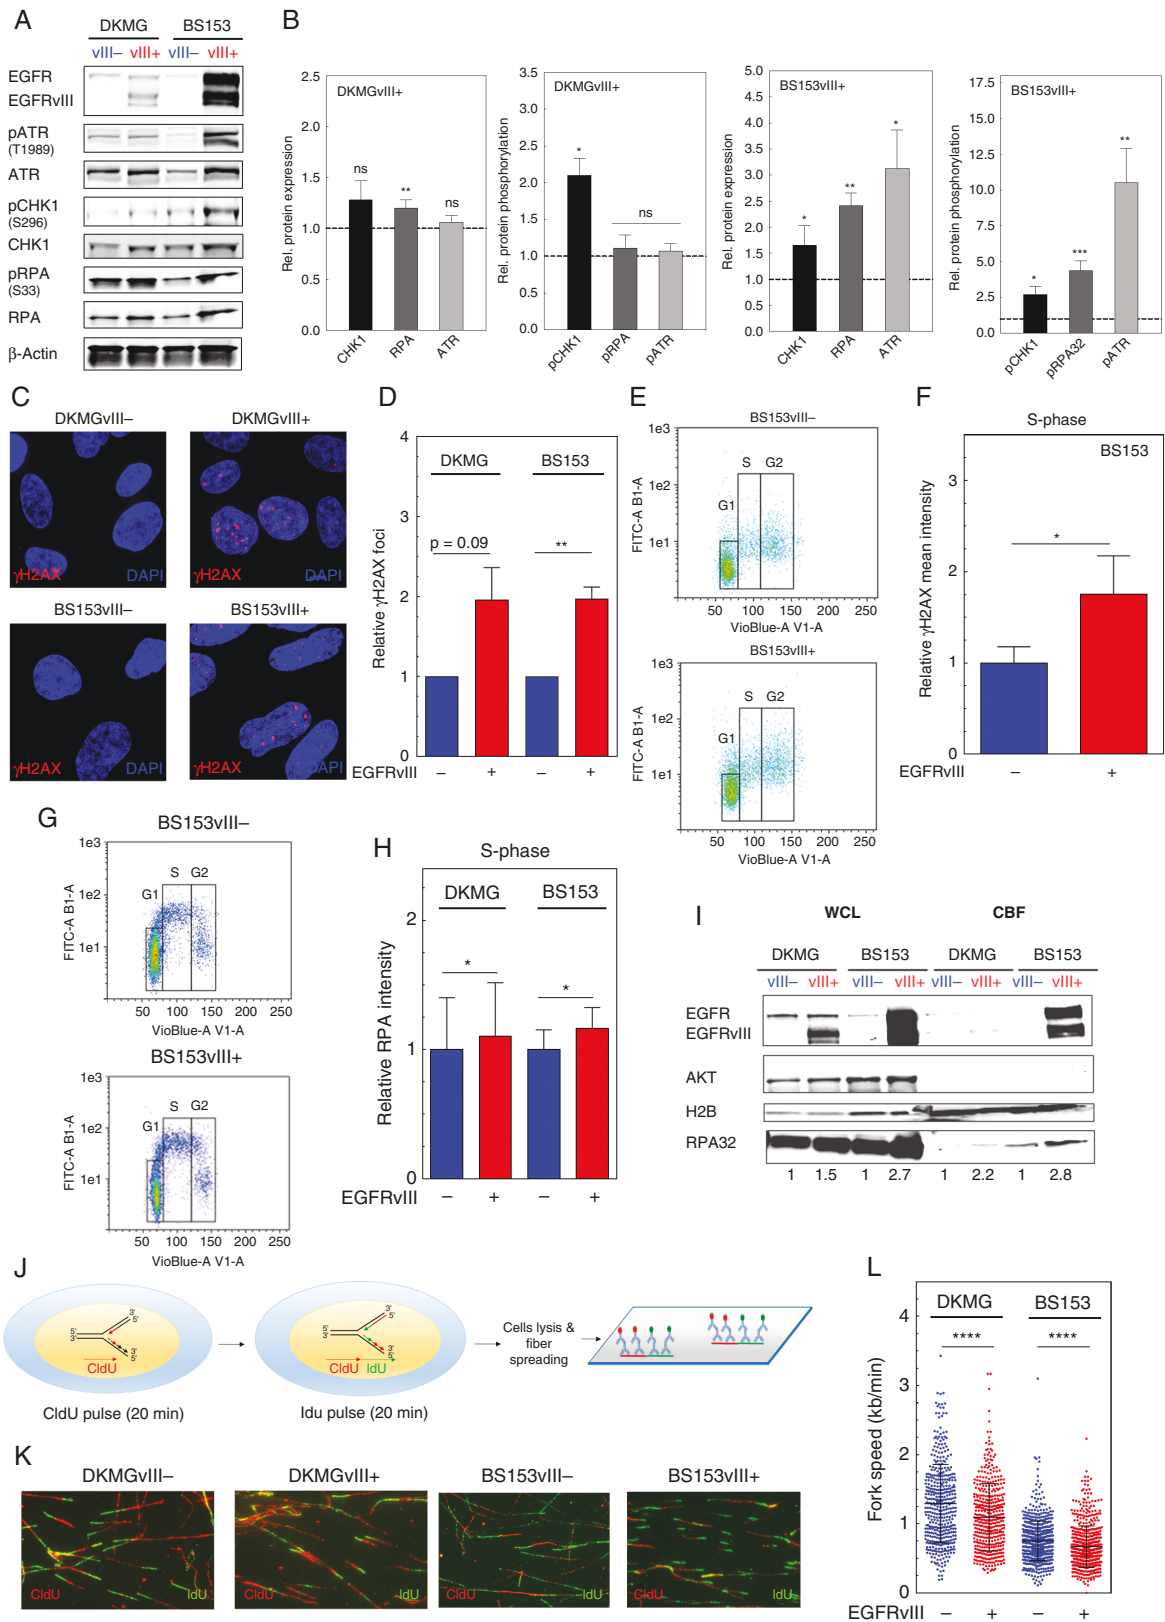 A
DKMG BS153
vIII– vIII+ vIII– vIII+
EGFR
EGFRvIII
pATR
(T1989)
ATR
pCHK1
(S296)
CHK1
pRPA
(S33)
RPA
β-Actin
B
DKMGvIII+
Rel. protein expression
2.5
2.0
1.5
1.0
0.5
0.0
ns
**
ns
CHK1 RPA ATR
DKMGvIII+
Rel. protein phosphorylation
3.5
3.0
2.5
2.0
1.5
1.0
0.5
0.0
*
ns
pCHK1 pRPA pATR
BS153vIII+
Rel. protein expression
5.0
4.5
4.0
3.5
3.0
2.5
2.0
1.5
1.0
0.5
0.0
*
**
*
CHK1 RPA ATR
BS153vIII+
Rel. protein phosphorylation
17.5
15.0
12.5
10.0
7.5
5.0
2.5
0.0
*
***
**
pCHK1 pRPA32 pATR
C
DKMGvIII– DKMGvIII+
γH2AX DAPI γH2AX DAPI
BS153vIII– BS153vIII+
γH2AX DAPI γH2AX DAPI
D
Relative γH2AX foci
4
3
2
1
0
DKMG BS153
p = 0.09 **
EGFRvIII – + – +
E
BS153vIII–
FITC-A B1-A
1e3
1e2
1e1
G1 S G2
50 100 150 200 250
VioBlue-A V1-A
BS153vIII+
FITC-A B1-A
1e3
1e2
1e1
G1 S G2
50 100 150 200 250
VioBlue-A V1-A
F
S-phase
BS153
Relative γH2AX mean intensity
3
2
1
0
*
EGFRvIII – +
G
BS153vIII–
FITC-A B1-A
1e3
1e2
1e1
G1 S G2
50 100 150 200 250
VioBlue-A V1-A
BS153vIII+
FITC-A B1-A
1e3
1e2
1e1
G1 S G2
50 100 150 200 250
VioBlue-A V1-A
H
S-phase
DKMG BS153
Relative RPA intensity
2
1
0
* *
EGFRvIII – + – +
I
WCL CBF
DKMG BS153 DKMG BS153
vIII– vIII+ vIII– vIII+ vIII– vIII+ vIII– vIII+
EGFR
EGFRvIII
AKT
H2B
RPA32
1 1.5 1 2.7 1 2.2 1 2.8
J
5' 3' 3' 5' 3' 5'
CldU
CldU pulse (20 min)
5' 3' 3' 5' 3' 5'
CldU IdU
Idu pulse (20 min)
Cells lysis &
fiber
spreading
K
DKMGvIII– DKMGvIII+ BS153vIII– BS153vIII+
CldU IdU CldU IdU CldU IdU CldU IdU
L
DKMG BS153
**** ****
Fork speed (kb/min)
4
3
2
1
0
EGFRvIII – + – +